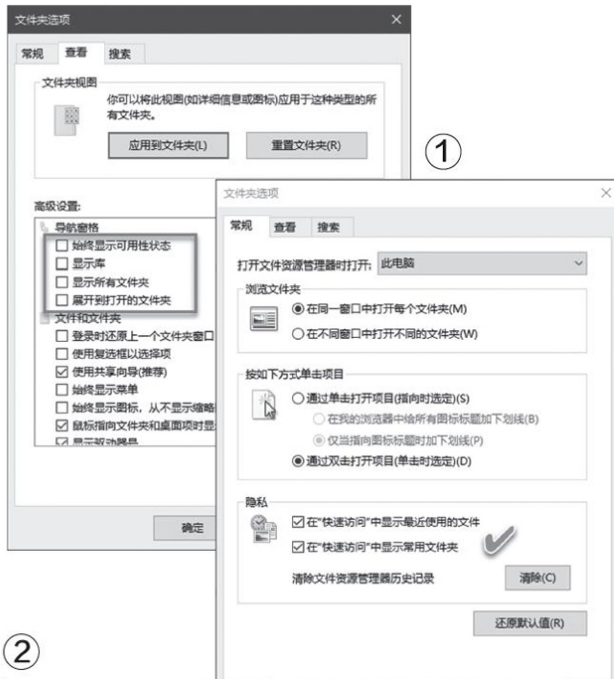 文件夹选项
常规 查看 搜索
文件夹视图
你可以将此视图(如详细信息或图标)应用于这种类型的所
有文件夹。
应用到文件夹(L) 重置文件夹(R)
高级设置:
导航窗格
始终显示可用性状态
显示库
显示所有文件夹
展开到打开的文件夹
文件和文件夹
登录时还原上一个文件夹窗口
使用复选框以选择项
使用共享向导(推荐)
始终显示菜单
始终显示图标，从不显示缩略
鼠标指向文件夹和桌面项时显
显示驱动器号
确定
①
文件夹选项
常规 查看 搜索
打开文件资源管理器时打开: 此电脑
浏览文件夹
在同一窗口中打开每个文件夹(M)
在不同窗口中打开不同的文件夹(W)
按如下方式单击项目
通过单击打开项目(指向时选定)(S)
在我的浏览器中给所有图标标题加下划线(B)
仅当指向图标标题时加下划线(P)
通过双击打开项目(单击时选定)(D)
隐私
在"快速访问"中显示最近使用的文件
在"快速访问"中显示常用文件夹
清除文件资源管理器历史记录 清除(C)
还原默认值(R)
②